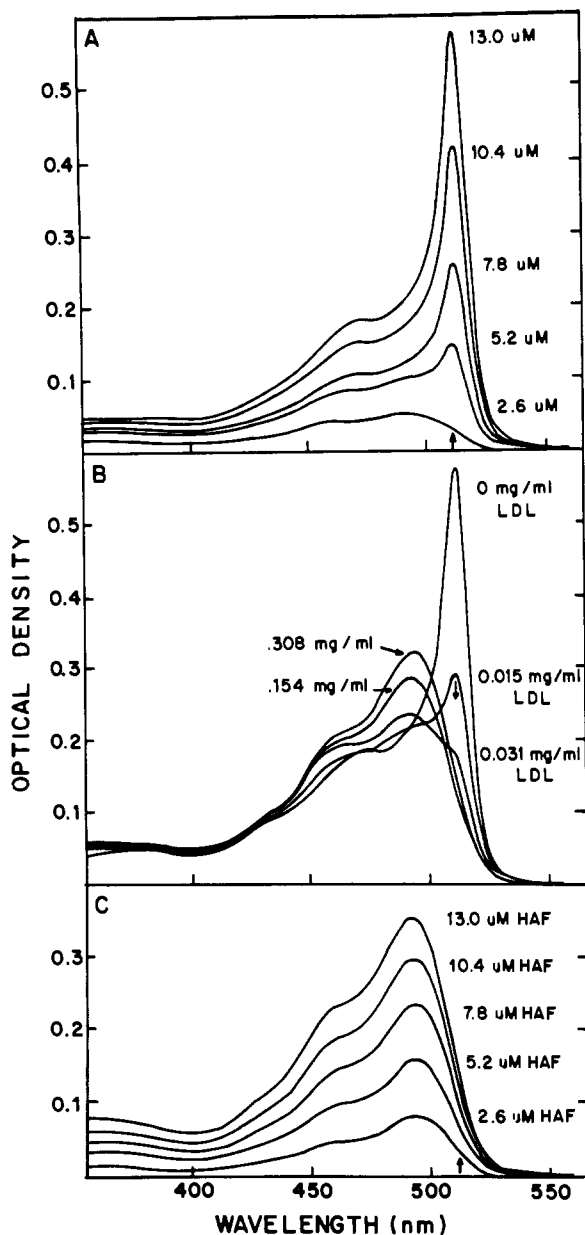 A
13.0 uM
0.5
10.4 uM
0.4
0.3
7.8 uM
0.2
5.2 uM
0.1
2.6 uM
B
0 mg/ml
LDL
0.5
0.4
.308 mg/ml
0.3
.154 mg/ml
0.015 mg/ml
LDL
0.2
0.031 mg/ml
LDL
0.1
OPTICAL DENSITY
C
13.0 uM HAF
0.3
10.4 uM HAF
0.2
7.8 uM HAF
5.2 uM HAF
0.1
2.6 uM HAF
400 450 500 550
WAVELENGTH (nm)